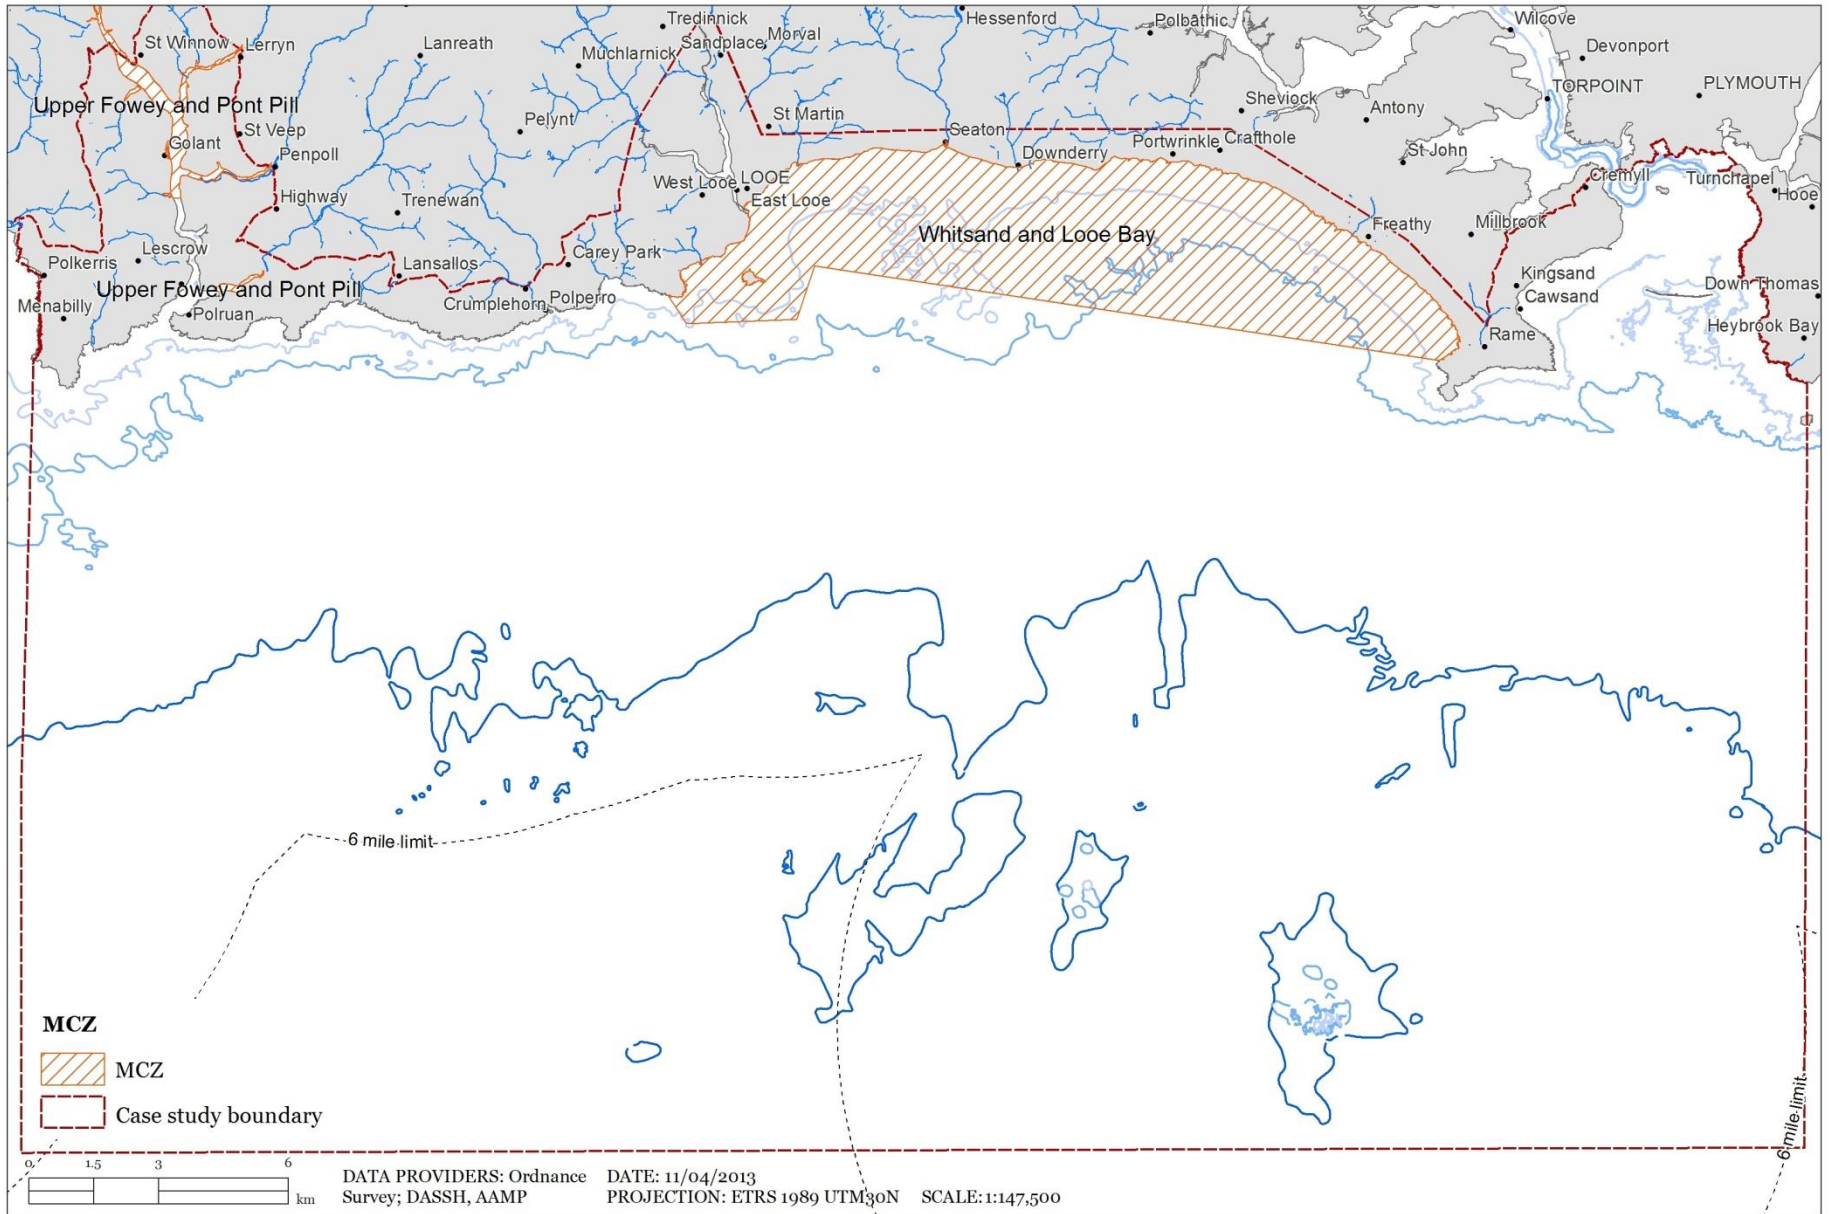 Tredinnick
Hessenford
Polbathic
Wilcove
St Winnow
Lerryn
Lanreath
Muchlarnick
Sandplace
Morval
Devonport
Upper Fowey and Pont Pill
Sheviock
Antony
TORPOINT
PLYMOUTH
Golant
St Veep
Pelynt
St Martin
Seaton
Downderry
Portwrinkle
Crafthole
St John
Penpoll
Cremyll
Turnchapel
Hooe
Highway
Trenewan
West Looe
LOOE
East Looe
Whitsand and Looe Bay
Freathy
Millbrook
Polkerris
Lescrow
Lansallos
Carey Park
Kingsand
Cawsand
Down Thomas
Menabilly
Upper Fowey and Pont Pill
Polruan
Crumplehorn
Polperro
Rame
Heybrook Bay
6 mile limit
6 mile limit
MCZ
MCZ
Case study boundary
0 1.5 3 6
km
DATA PROVIDERS: Ordnance
Survey; DASSH, AAMP
DATE: 11/04/2013
PROJECTION: ETRS 1989 UTM30N SCALE: 1:147,500